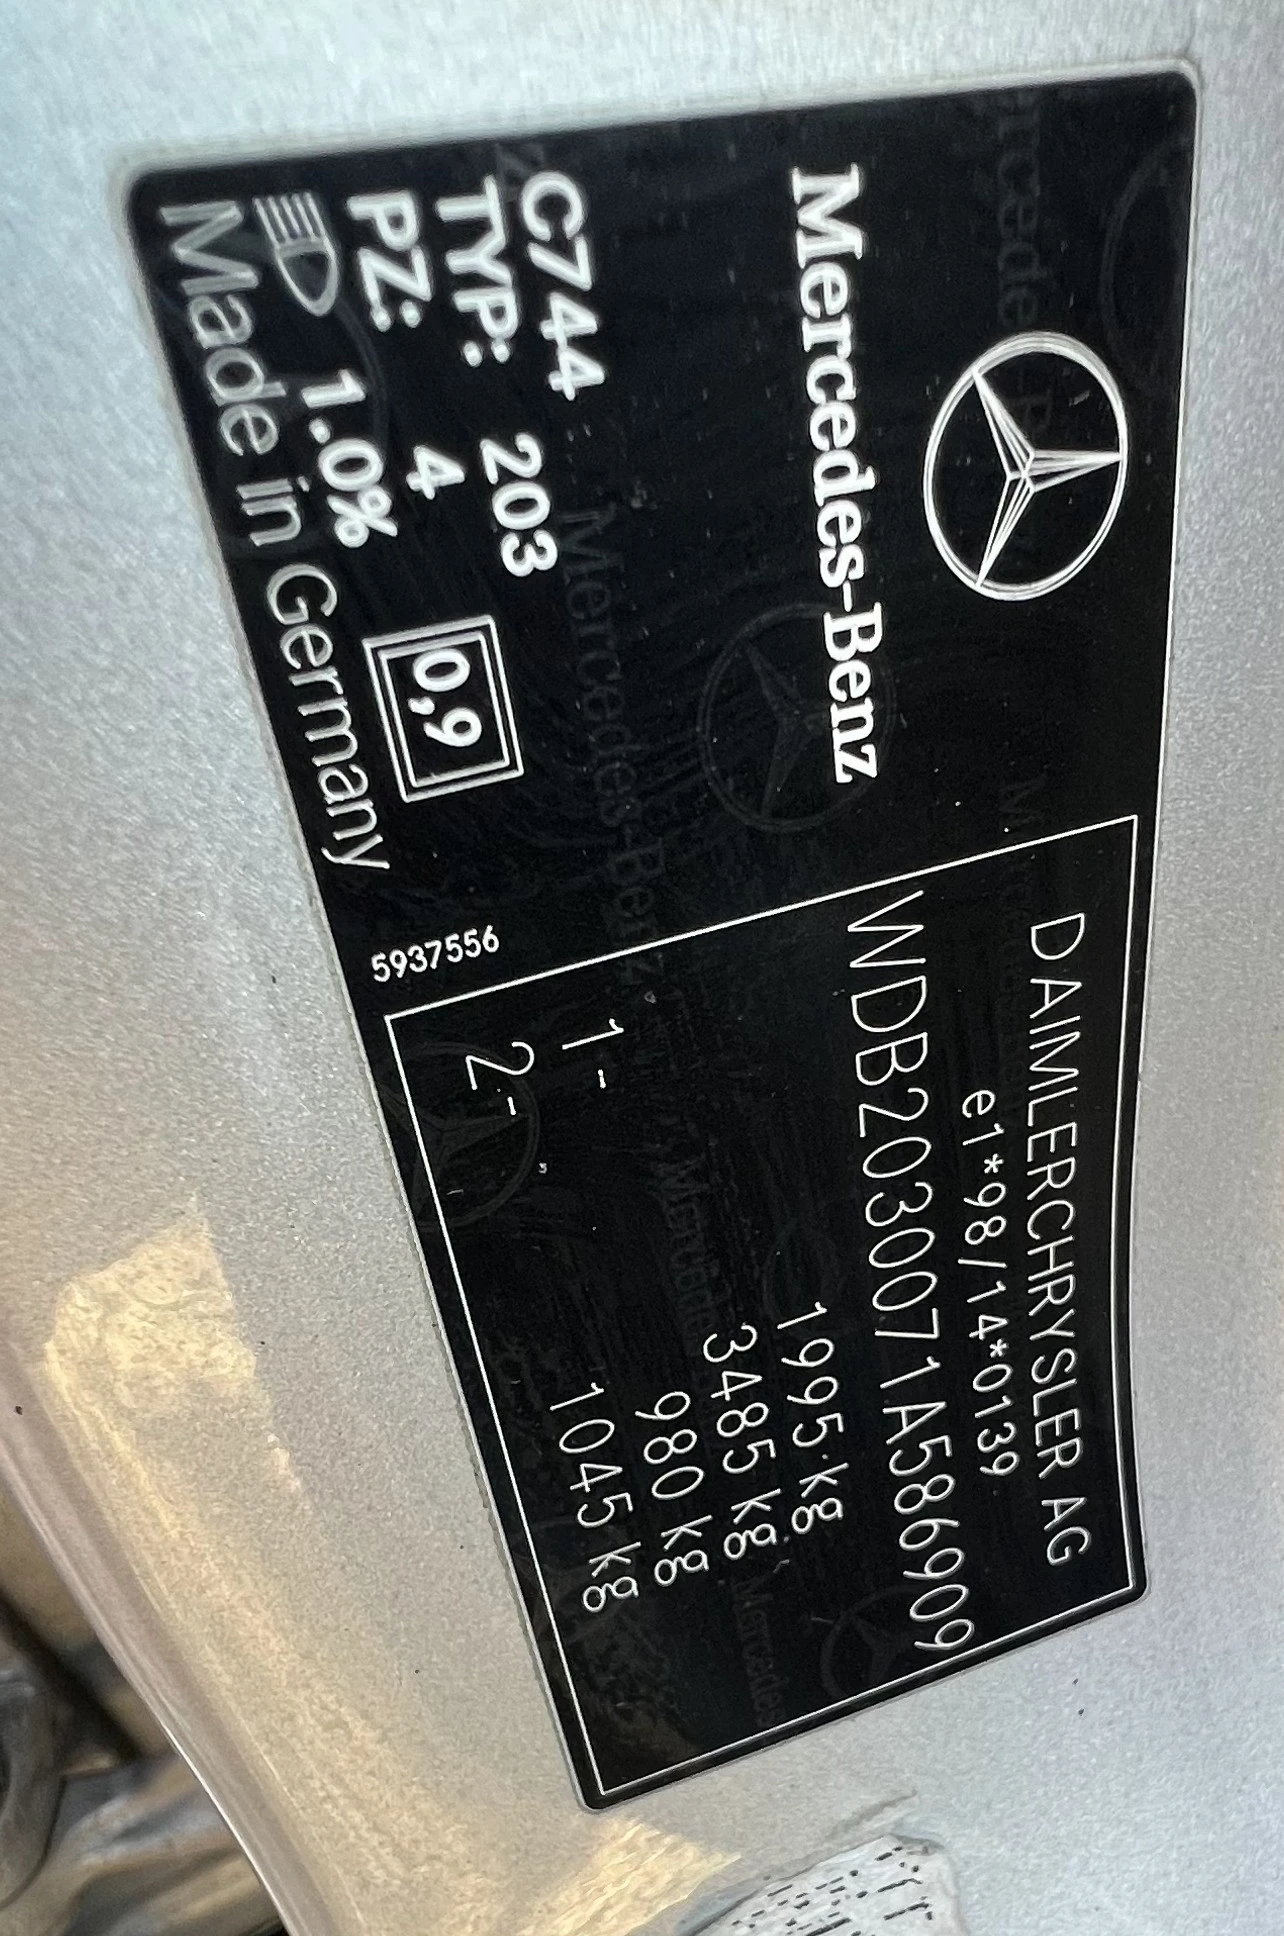 Mercedes-Benz
C744
TYP: 203
PZ: 4
0,9
1.0%
Made in Germany
5937556
DAIMLERCHRYSLER AG
e1*98/14*0139
WDB2030071A586909
1995 kg
3485 kg
1- 980 kg
2- 1045 kg